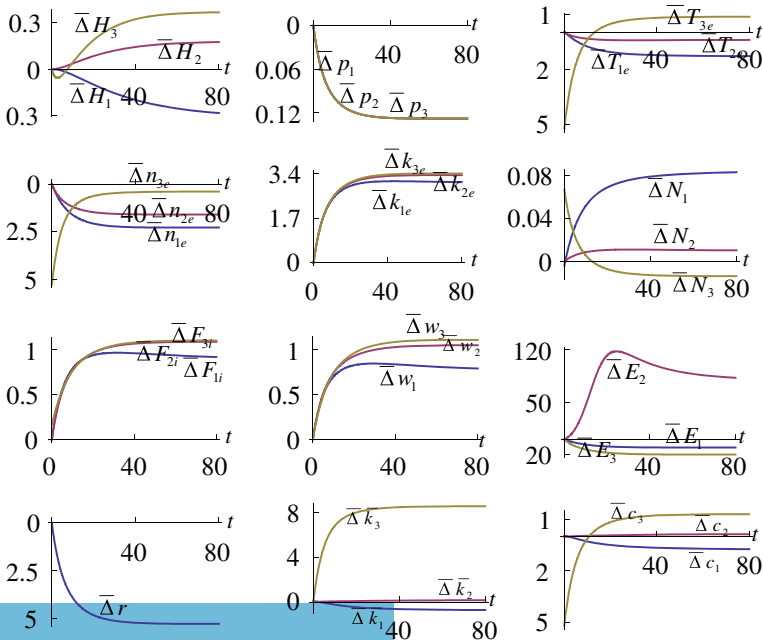 0.3
Δ̄ H₃
Δ̄ H₂
t
0
Δ̄ H₁
40
80
0.3
0
t
40
80
0.06
Δ̄ p₁
Δ̄ p₂
Δ̄ p₃
0.12
1
Δ̄ T₃ₑ
t
Δ̄ T₂ₑ
Δ̄ T₁ₑ
2
40
80
5
0
Δ̄ n₃ₑ
t
40
80
Δ̄ n₂ₑ
2.5
Δ̄ n₁ₑ
5
3.4
Δ̄ k₃ₑ
Δ̄ k₂ₑ
Δ̄ k₁ₑ
1.7
0
t
0
40
80
0.08
Δ̄ N₁
0.04
Δ̄ N₂
0
t
40
80
Δ̄ N₃
1
Δ̄ F₃ᵢ
Δ̄ F₂ᵢ
Δ̄ F₁ᵢ
0.5
0
t
0
40
80
1
Δ̄ w₃
Δ̄ w₂
Δ̄ w₁
0.5
0
t
0
40
80
120
Δ̄ E₂
50
Δ̄ E₁
t
20
Δ̄ E₃
40
80
0
t
40
80
2.5
Δ̄ r
5
8
Δ̄ k̄₃
4
Δ̄ k̄₂
t
0
Δ̄ k̄₁
40
80
1
Δ̄ c₃
Δ̄ c₂
t
2
40
80
Δ̄ c₁
5